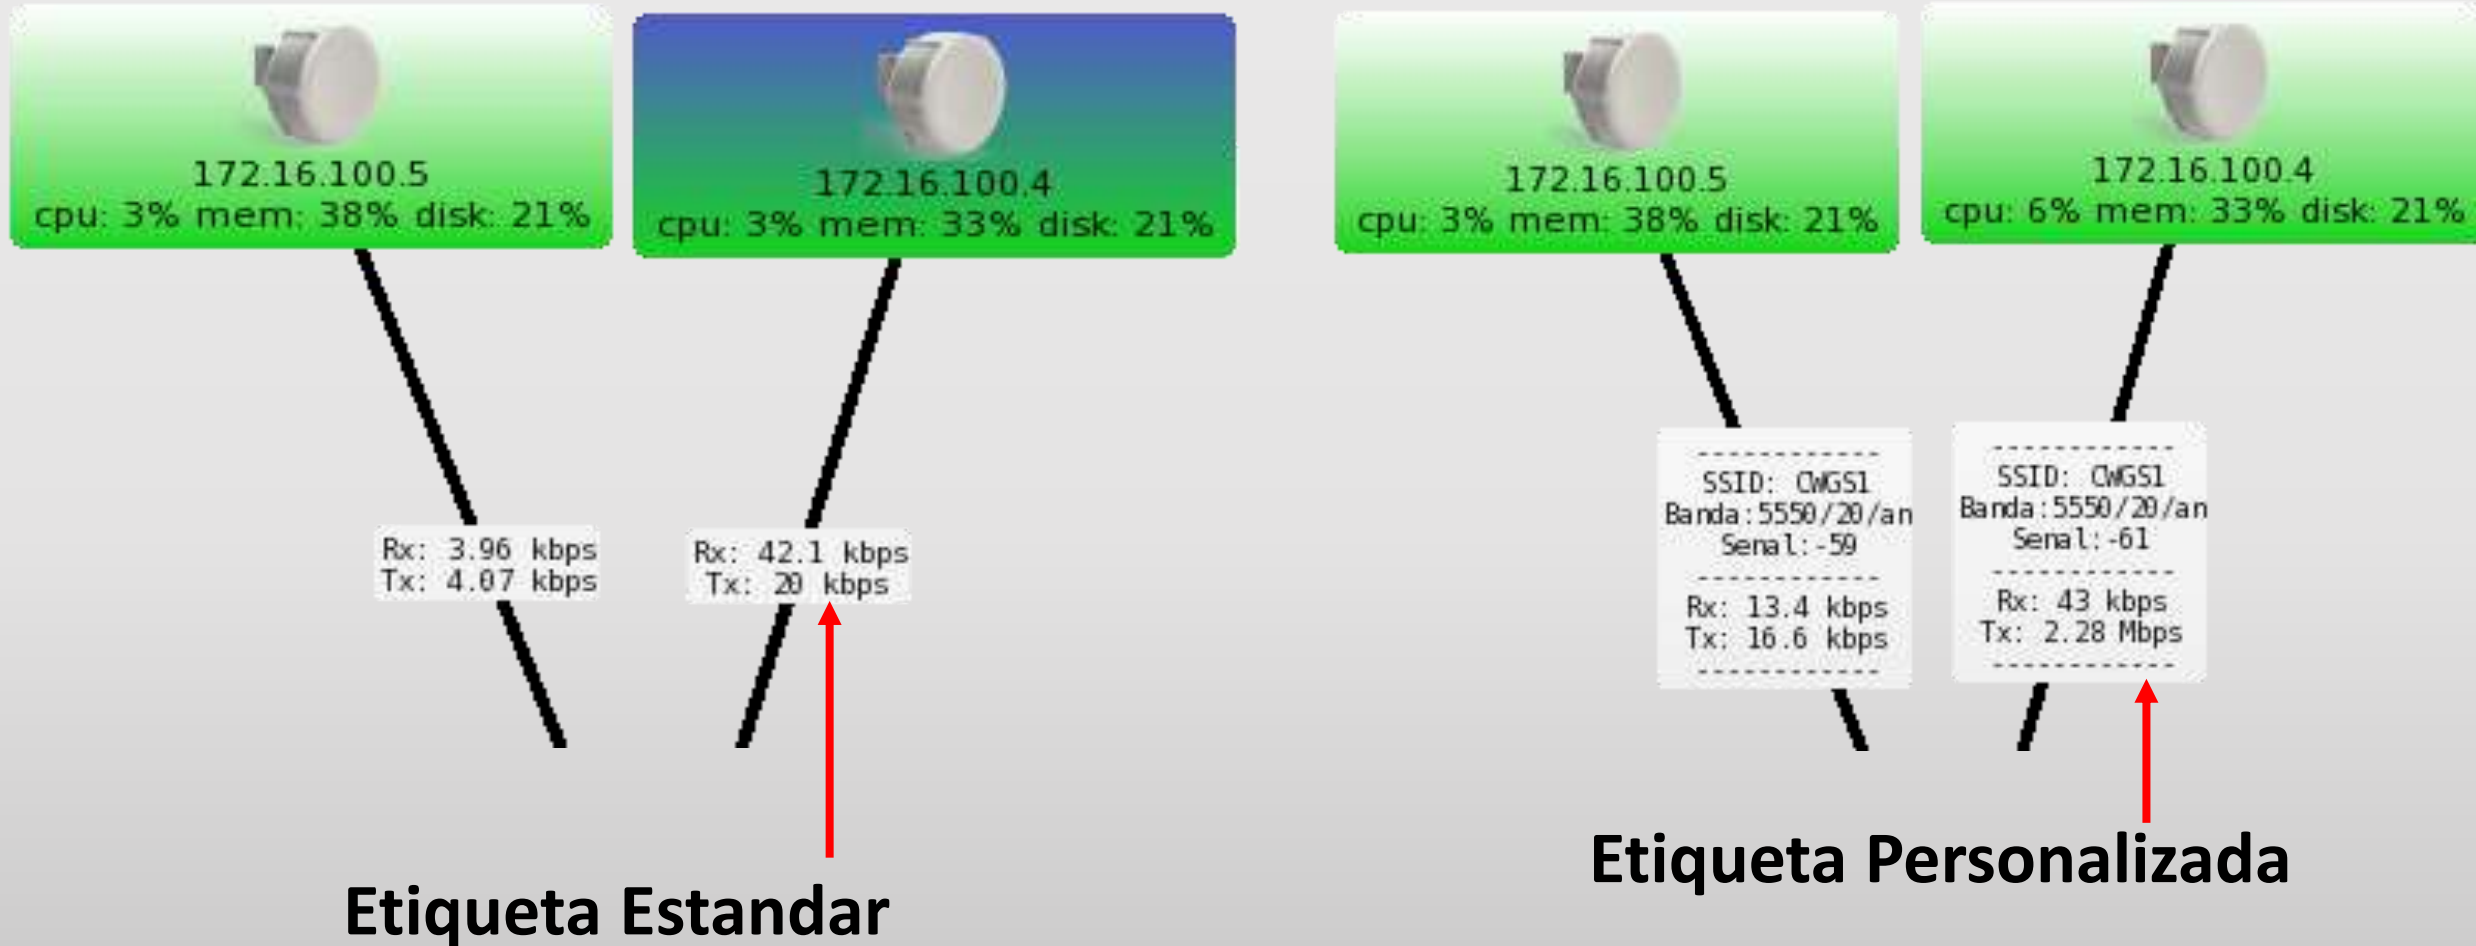 172.16.100.5
cpu: 3% mem: 38% disk: 21%
172.16.100.4
cpu: 3% mem: 33% disk: 21%
Rx: 3.96 kbps
Tx: 4.07 kbps
Rx: 42.1 kbps
Tx: 20 kbps
Etiqueta Estandar
172.16.100.5
cpu: 3% mem: 38% disk: 21%
172.16.100.4
cpu: 6% mem: 33% disk: 21%
------------
SSID: CWGS1
Banda:5550/20/an
Senal:-59
------------
Rx: 13.4 kbps
Tx: 16.6 kbps
------------
------------
SSID: CWGS1
Banda:5550/20/an
Senal:-61
------------
Rx: 43 kbps
Tx: 2.28 Mbps
------------
Etiqueta Personalizada